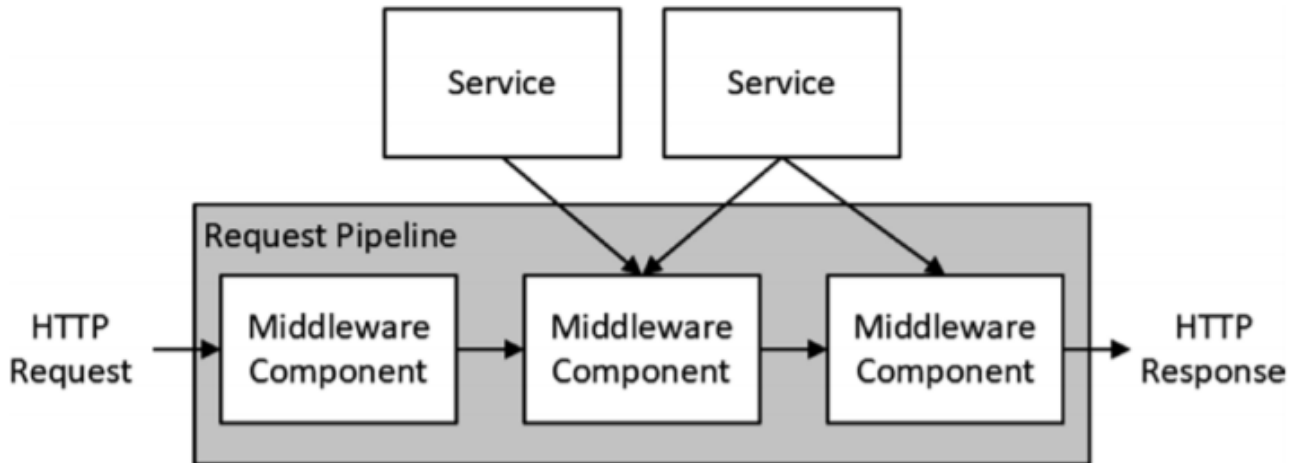 Service
Service
Request Pipeline
HTTP
Request
Middleware
Component
Middleware
Component
Middleware
Component
HTTP
Response